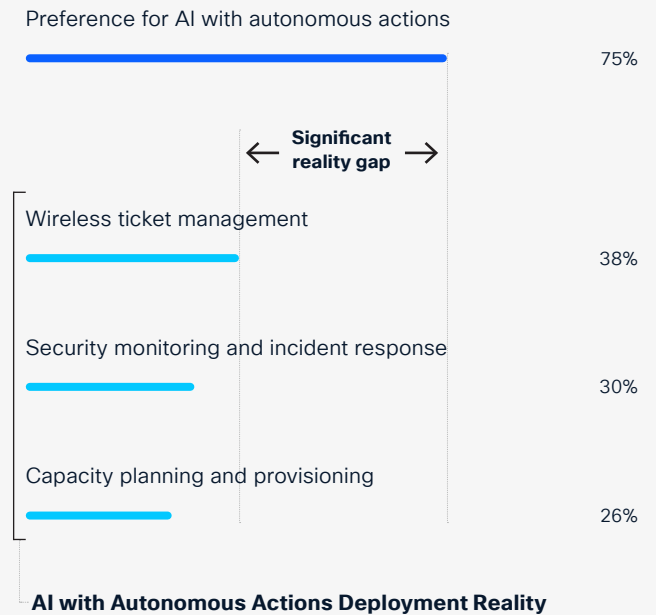 Preference for AI with autonomous actions
75%
Significant
reality gap
Wireless ticket management
38%
Security monitoring and incident response
30%
Capacity planning and provisioning
26%
AI with Autonomous Actions Deployment Reality